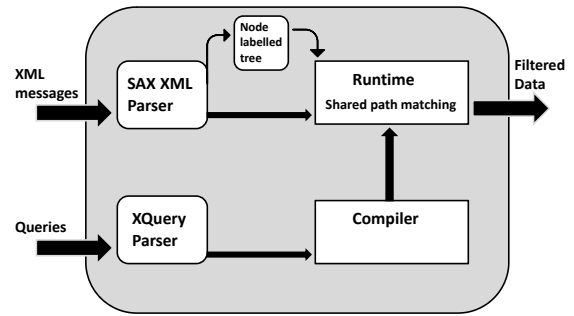 Node
labelled
tree
XML
messages
SAX XML
Parser
Runtime
Shared path matching
Filtered
Data
Queries
XQuery
Parser
Compiler